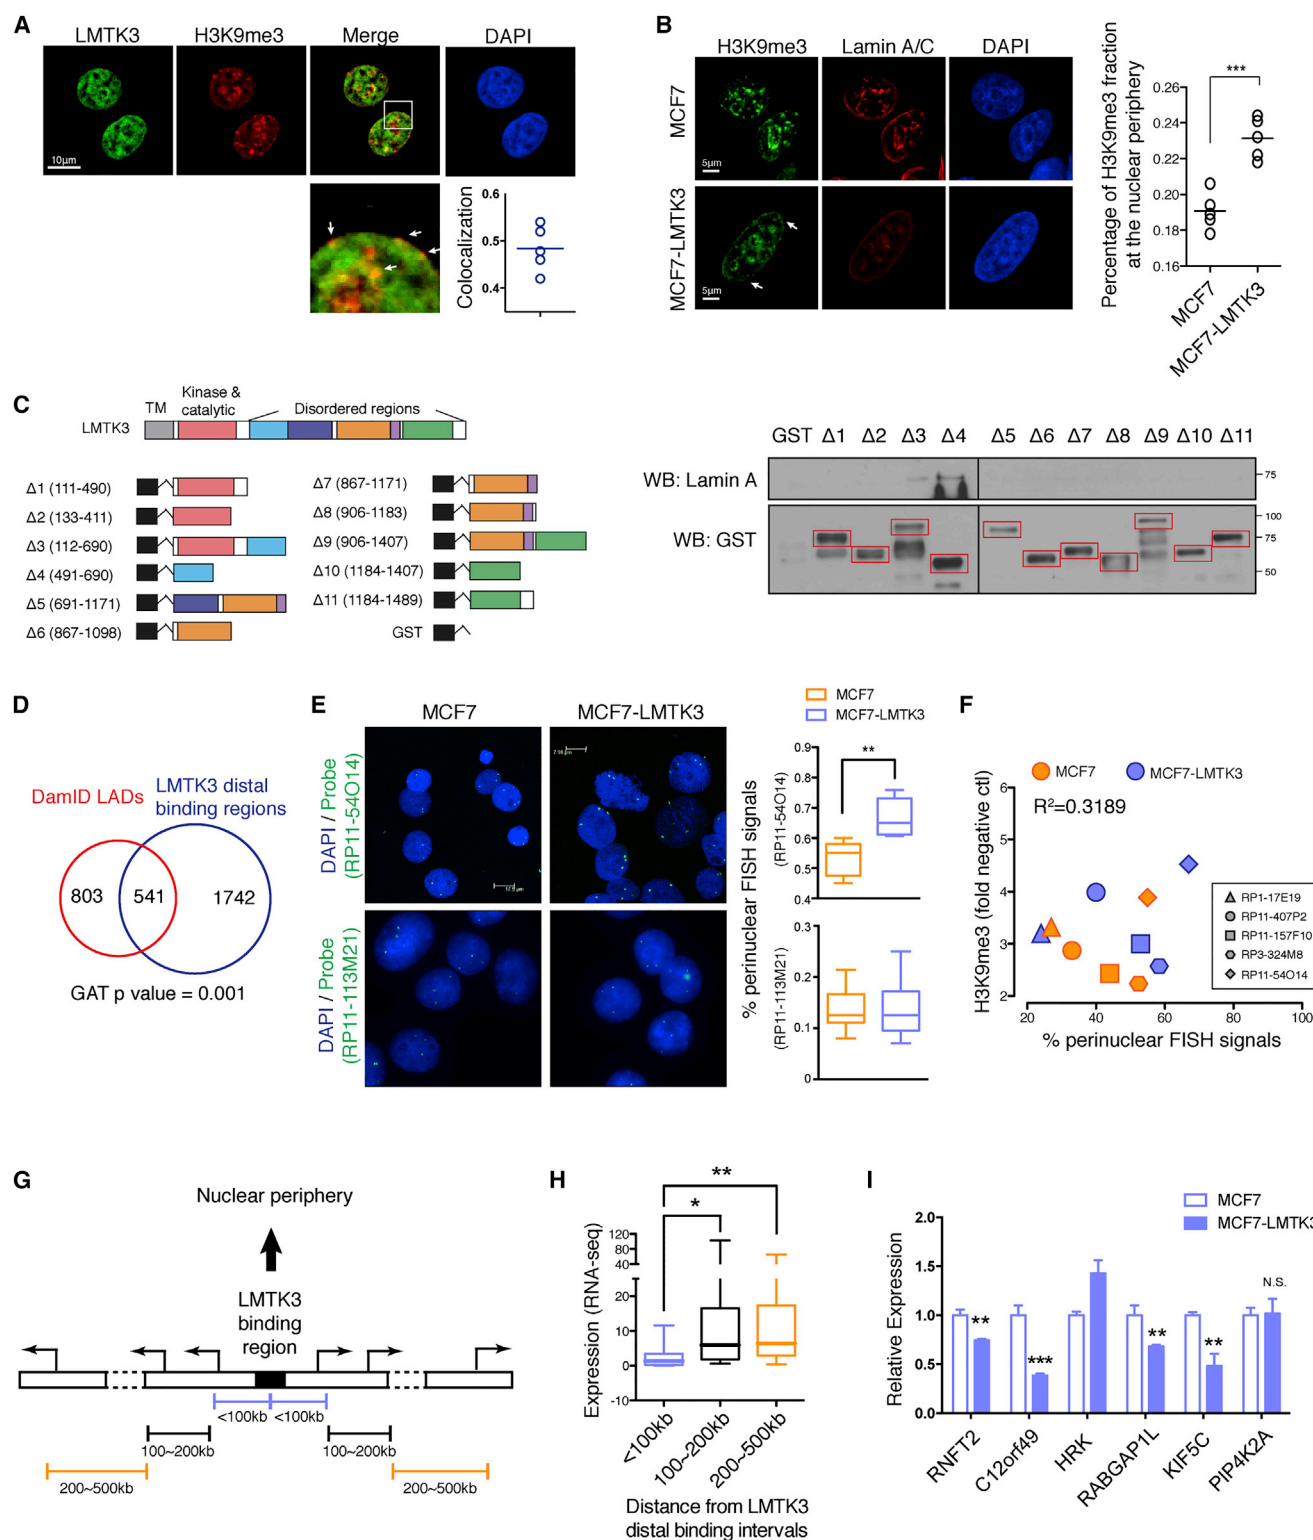 A
LMTK3 H3K9me3 Merge DAPI
10μm
Colocalization
0.6
0.5
0.4
B
H3K9me3 Lamin A/C DAPI
MCF7
5μm
MCF7-LMTK3
5μm
Percentage of H3K9me3 fraction
at the nuclear periphery
***
0.26
0.24
0.22
0.20
0.18
0.16
MCF7
MCF7-LMTK3
C
TM
Kinase &
catalytic
Disordered regions
LMTK3
Δ1 (111-490)
Δ2 (133-411)
Δ3 (112-690)
Δ4 (491-690)
Δ5 (691-1171)
Δ6 (867-1098)
Δ7 (867-1171)
Δ8 (906-1183)
Δ9 (906-1407)
Δ10 (1184-1407)
Δ11 (1184-1489)
GST
GST Δ1 Δ2 Δ3 Δ4 Δ5 Δ6 Δ7 Δ8 Δ9 Δ10 Δ11
WB: Lamin A
75
WB: GST
100
75
50
D
DamID LADs
LMTK3 distal
binding regions
803 541 1742
GAT p value = 0.001
E
MCF7 MCF7-LMTK3
DAPI / Probe
(RP11-54O14)
DAPI / Probe
(RP11-113M21)
MCF7
MCF7-LMTK3
% perinuclear FISH signals
(RP11-54O14)
(RP11-113M21)
**
0.9
0.8
0.7
0.6
0.5
0.4
0.3
0.2
0.1
0
F
MCF7 MCF7-LMTK3
R²=0.3189
H3K9me3 (fold negative ctl)
6
5
4
3
2
20 40 60 80 100
% perinuclear FISH signals
RP1-17E19
RP11-407P2
RP11-157F10
RP3-324M8
RP11-54O14
G
Nuclear periphery
LMTK3
binding
region
<100kb <100kb
100~200kb 100~200kb
200~500kb 200~500kb
H
**
*
Expression (RNA-seq)
120
80
40
20
10
0
-10
<100kb
100~200kb
200~500kb
Distance from LMTK3
distal binding intervals
I
MCF7
MCF7-LMTK3
Relative Expression
2.0
1.5
1.0
0.5
0.0
** *** ** ** N.S.
RNFT2
C12orf49
HRK
RABGAP1L
KIF5C
PIP4K2A